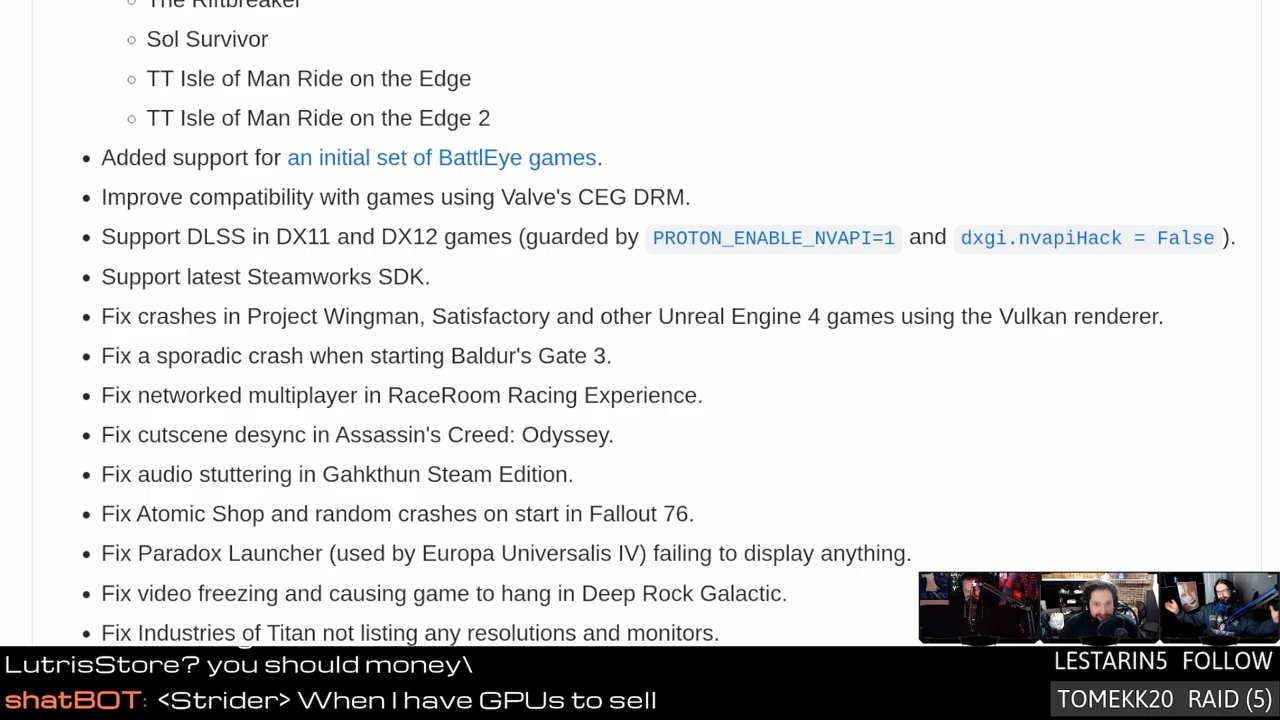 The Riftbreaker
Sol Survivor
TT Isle of Man Ride on the Edge
TT Isle of Man Ride on the Edge 2
Added support for an initial set of BattlEye games.
Improve compatibility with games using Valve's CEG DRM.
Support DLSS in DX11 and DX12 games (guarded by PROTON_ENABLE_NVAPI=1 and dxgi.nvapiHack = False ).
Support latest Steamworks SDK.
Fix crashes in Project Wingman, Satisfactory and other Unreal Engine 4 games using the Vulkan renderer.
Fix a sporadic crash when starting Baldur's Gate 3.
Fix networked multiplayer in RaceRoom Racing Experience.
Fix cutscene desync in Assassin's Creed: Odyssey.
Fix audio stuttering in Gahkthun Steam Edition.
Fix Atomic Shop and random crashes on start in Fallout 76.
Fix Paradox Launcher (used by Europa Universalis IV) failing to display anything.
Fix video freezing and causing game to hang in Deep Rock Galactic.
Fix Industries of Titan not listing any resolutions and monitors.
LutrisStore? you should money\
shatBOT: <Strider> When I have GPUs to sell
LESTARIN5 FOLLOW
TOMEKK20 RAID (5)